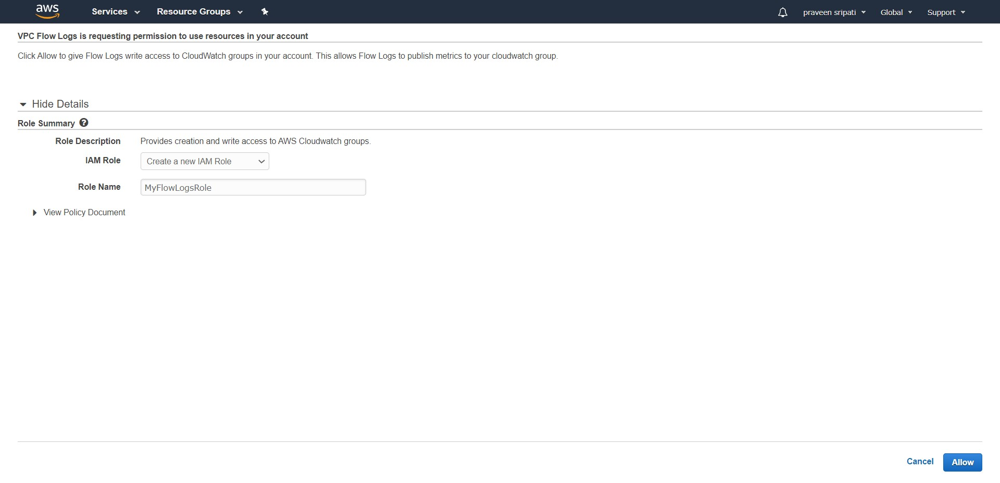 aws Services Resource Groups praveen sripati Global Support
VPC Flow Logs is requesting permission to use resources in your account
Click Allow to give Flow Logs write access to CloudWatch groups in your account. This allows Flow Logs to publish metrics to your cloudwatch group.
Hide Details
Role Summary ?
Role Description Provides creation and write access to AWS Cloudwatch groups.
IAM Role Create a new IAM Role
Role Name MyFlowLogsRole
View Policy Document
Cancel Allow